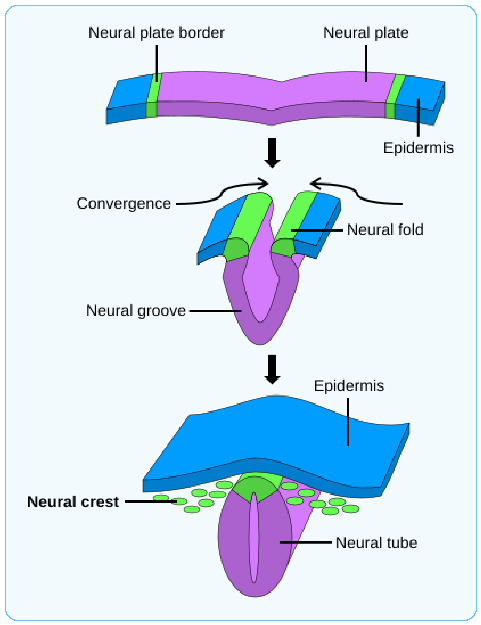 Neural plate border
Neural plate
Epidermis
Convergence
Neural fold
Neural groove
Epidermis
Neural crest
Neural tube